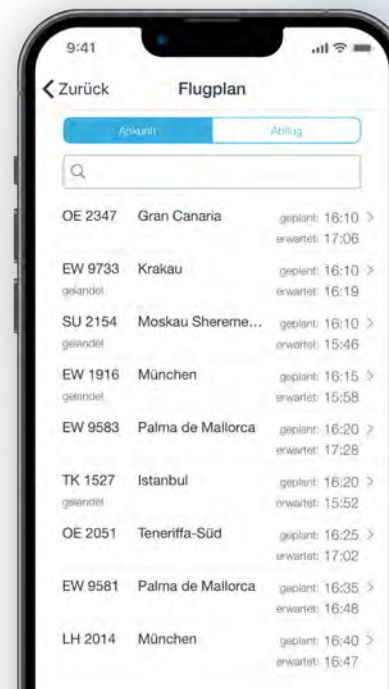 9:41
Zurück Flugplan
Ankunft Abflug
OE 2347 Gran Canaria geplant: 16:10
erwartet: 17:06
EW 9733 Krakau geplant: 16:10
gelandet erwartet: 16:19
SU 2154 Moskau Shereme... geplant: 16:10
gelandet erwartet: 15:46
EW 1916 München geplant: 16:15
gelandet erwartet: 15:58
EW 9583 Palma de Mallorca geplant: 16:20
erwartet: 17:28
TK 1527 Istanbul geplant: 16:20
gelandet erwartet: 15:52
OE 2051 Teneriffa-Süd geplant: 16:25
erwartet: 17:02
EW 9581 Palma de Mallorca geplant: 16:35
erwartet: 16:48
LH 2014 München geplant: 16:40
erwartet: 16:47